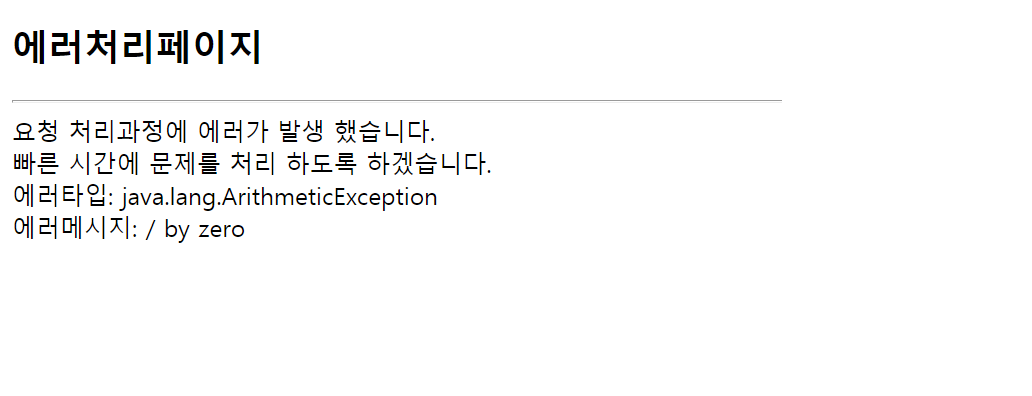 에러처리페이지
요청 처리과정에 에러가 발생 했습니다.
빠른 시간에 문제를 처리 하도록 하겠습니다.
에러타입: java.lang.ArithmeticException
에러메시지: / by zero